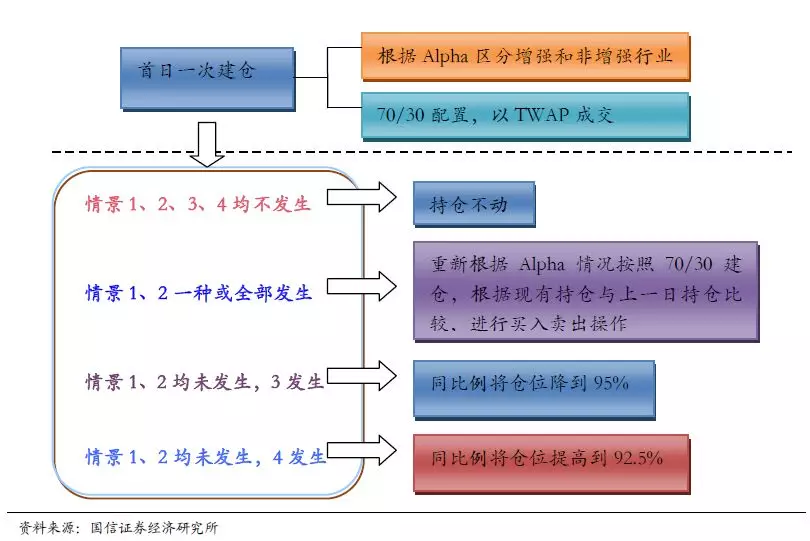 首日一次建仓
根据 Alpha 区分增强和非增强行业
70/30 配置，以 TWAP 成交
情景 1、2、3、4 均不发生
持仓不动
情景 1、2 一种或全部发生
重新根据 Alpha 情况按照 70/30 建
仓，根据现有持仓与上一日持仓比
较，进行买入卖出操作
情景 1、2 均未发生，3 发生
同比例将仓位降到 95%
情景 1、2 均未发生，4 发生
同比例将仓位提高到 92.5%
资料来源：国信证券经济研究所